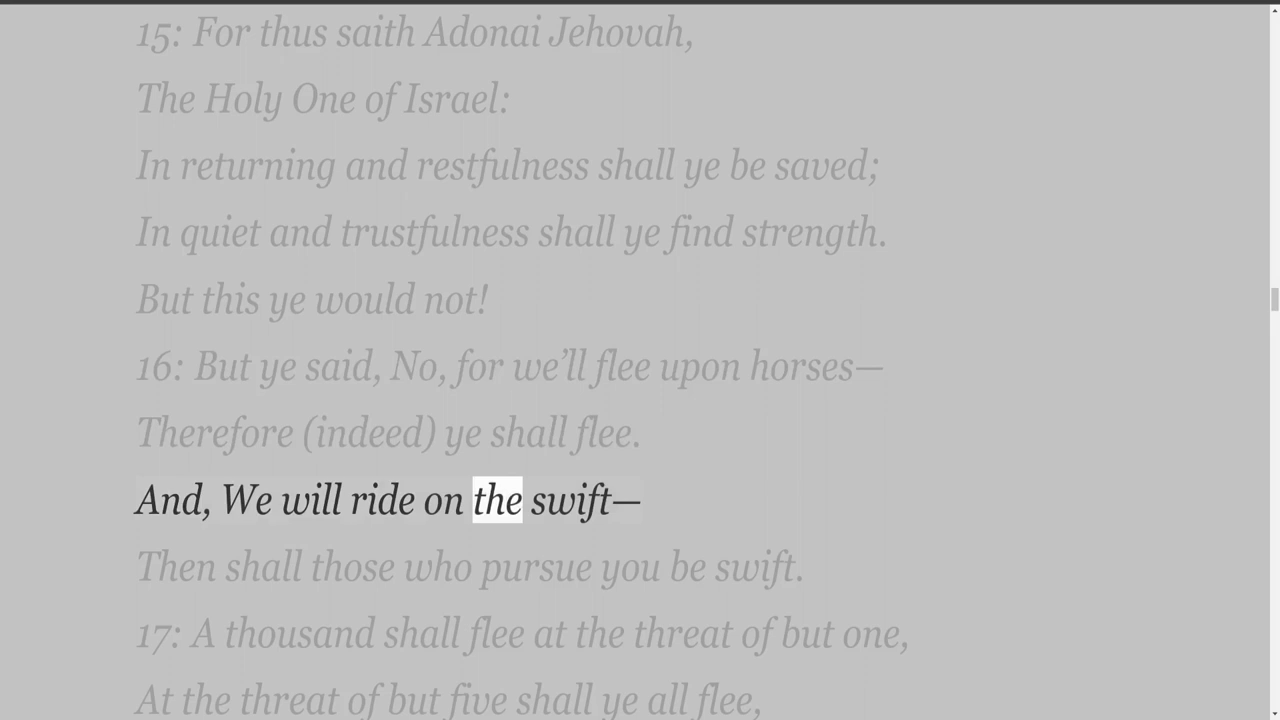 15: For thus saith Adonai Jehovah,
The Holy One of Israel:
In returning and restfulness shall ye be saved;
In quiet and trustfulness shall ye find strength.
But this ye would not!
16: But ye said, No, for we’ll flee upon horses—
Therefore (indeed) ye shall flee.
And, We will ride on the swift—
Then shall those who pursue you be swift.
17: A thousand shall flee at the threat of but one,
At the threat of but five shall ye all flee,